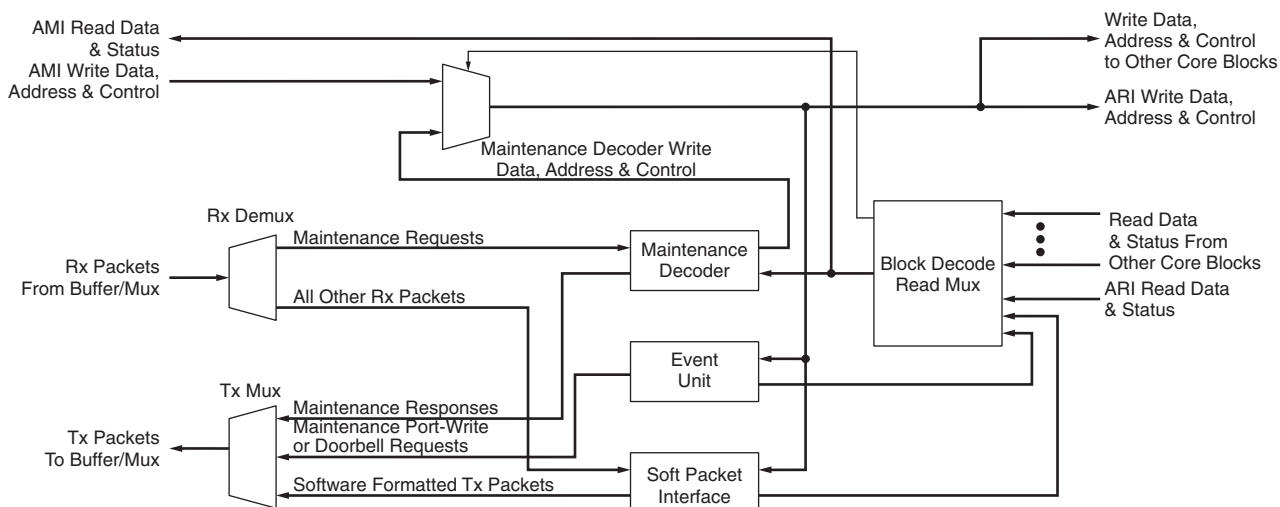 AMI Read Data
& Status
AMI Write Data,
Address & Control
Write Data,
Address & Control
to Other Core Blocks
ARI Write Data,
Address & Control
Maintenance Decoder Write
Data, Address & Control
Rx Demux
Maintenance Requests
Rx Packets
From Buffer/Mux
All Other Rx Packets
Maintenance
Decoder
Block Decode
Read Mux
Read Data
& Status From
Other Core Blocks
ARI Read Data
& Status
Event
Unit
Tx Mux
Maintenance Responses
Maintenance Port-Write
or Doorbell Requests
Tx Packets
To Buffer/Mux
Software Formatted Tx Packets
Soft Packet
Interface